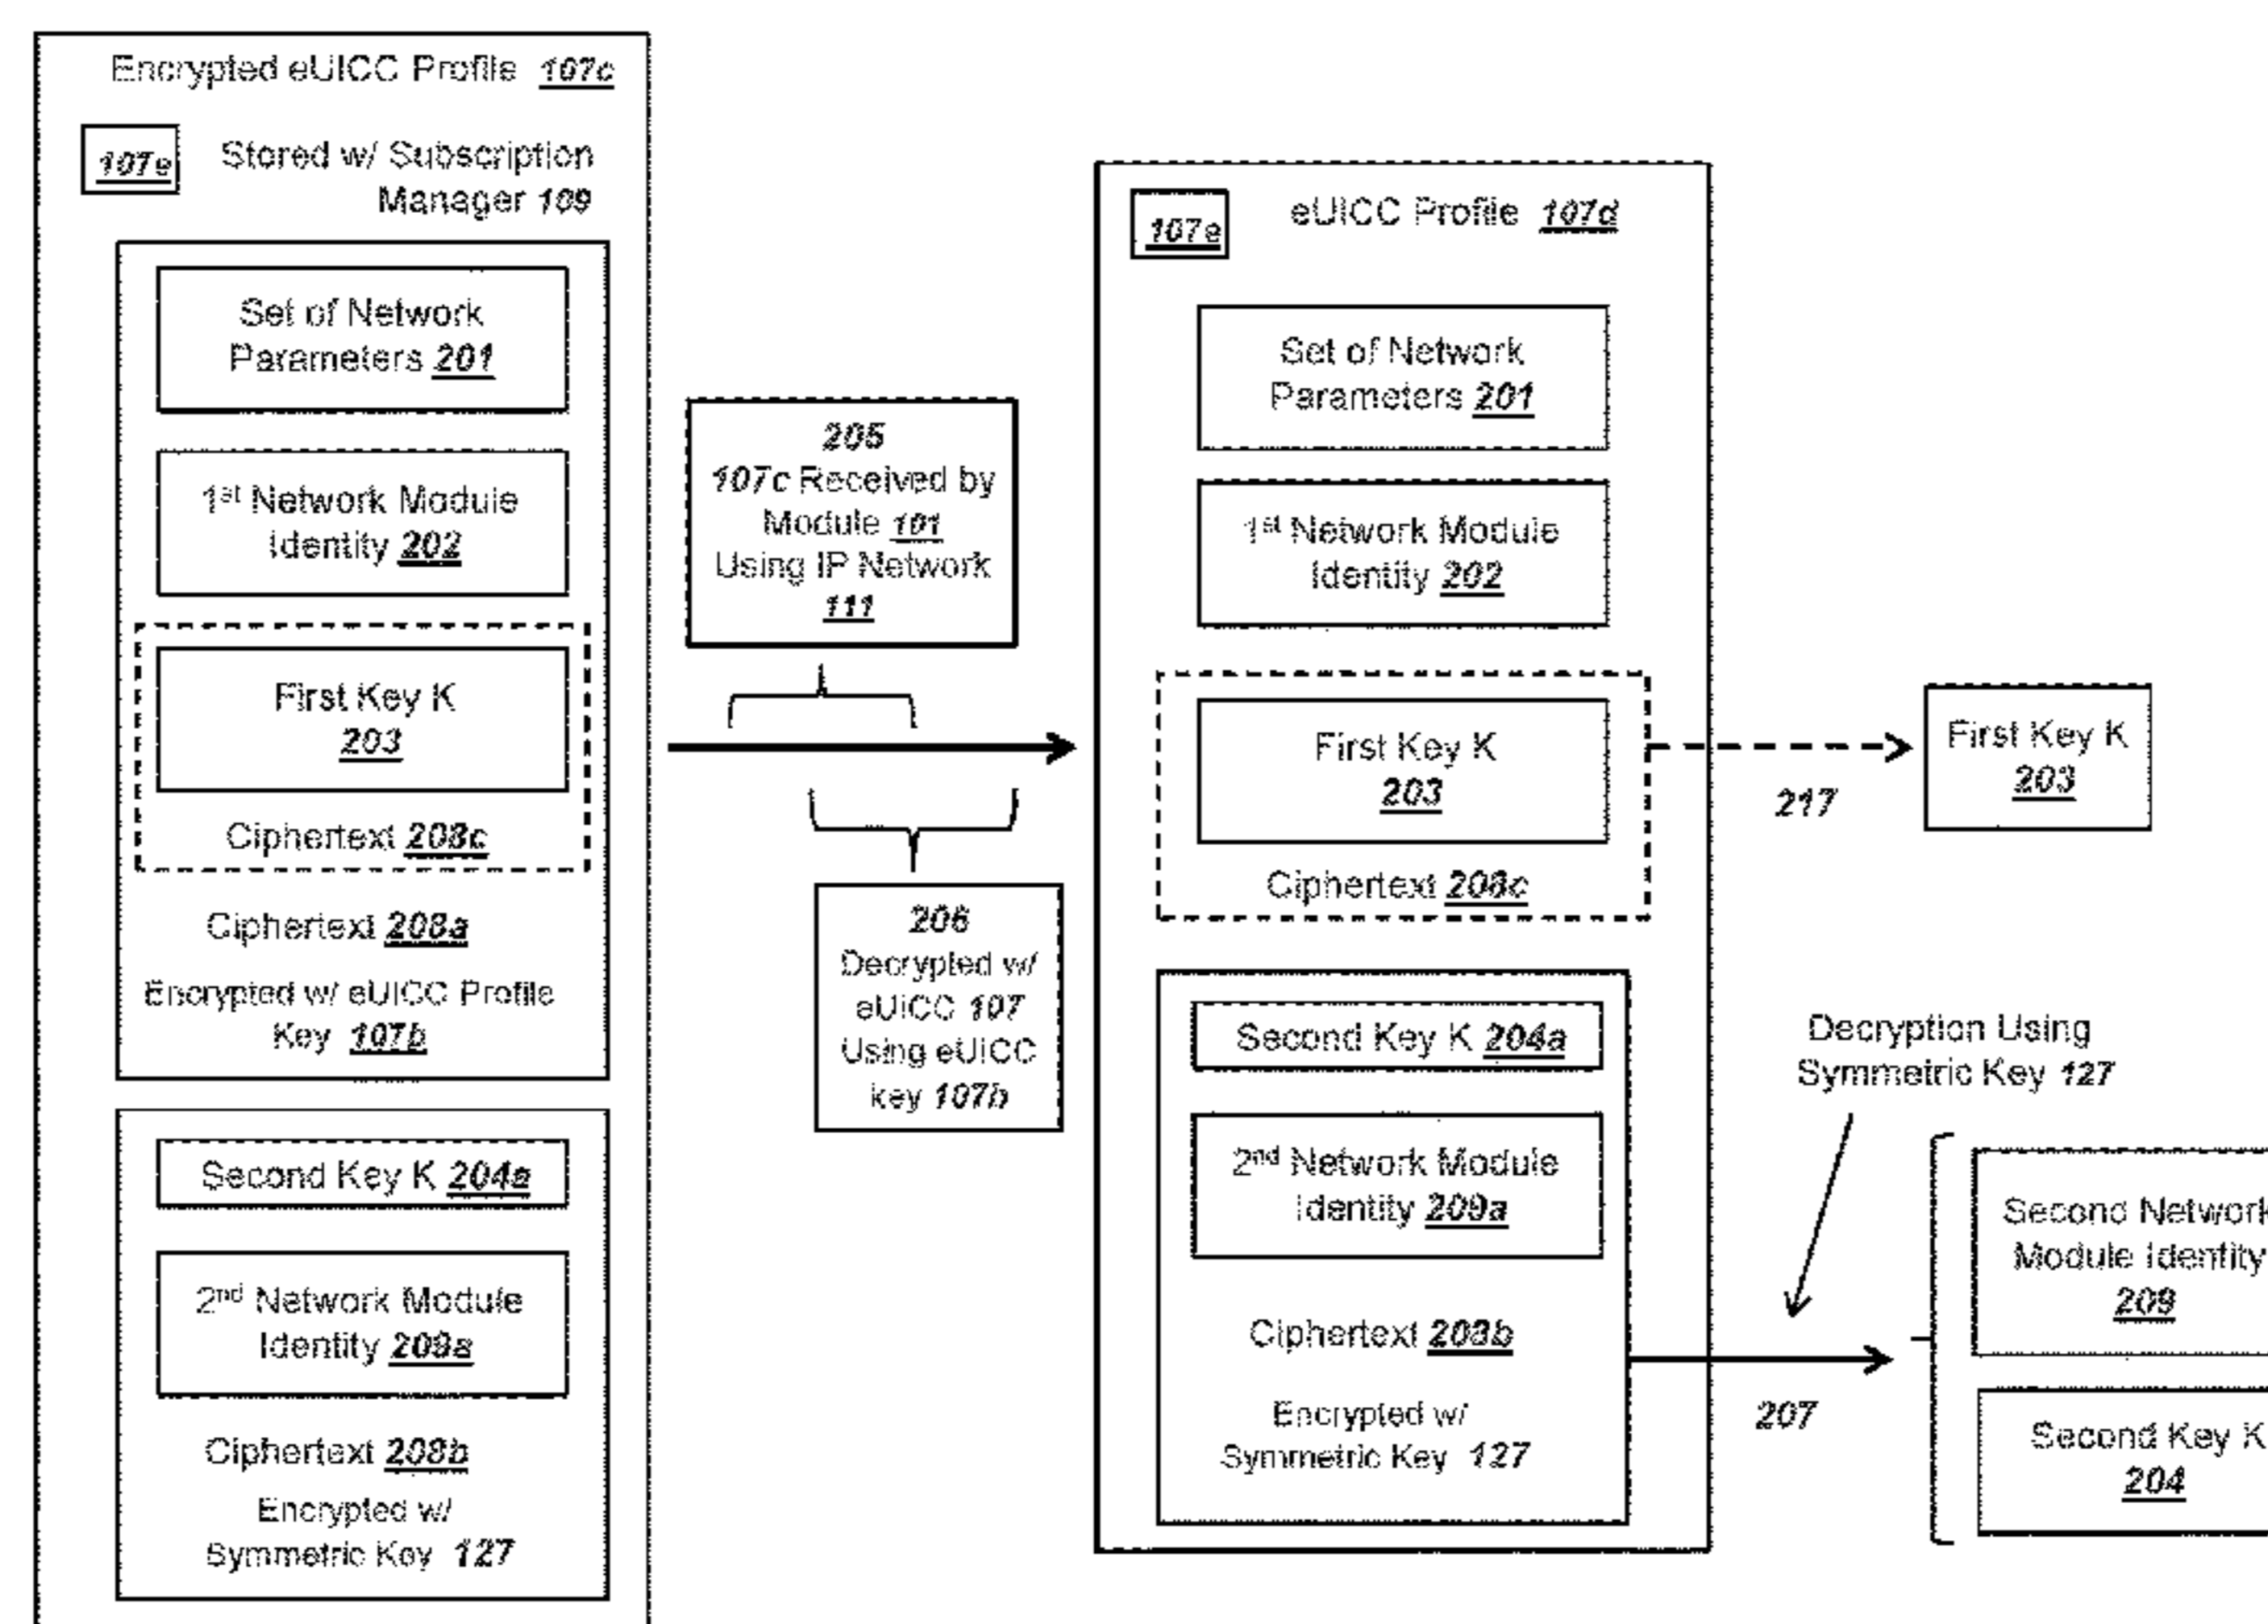 Encrypted eUICC Profile 107c
107e
Stored w/ Subscription
Manager 109
Set of Network
Parameters 201
1st Network Module
Identity 202
First Key K
203
Ciphertext 208c
Ciphertext 208a
Encrypted w/ eUICC Profile
Key 107b
Second Key K 204a
2nd Network Module
Identity 209a
Ciphertext 208b
Encrypted w/
Symmetric Key 127
205
107c Received by
Module 101
Using IP Network
111
206
Decrypted w/
eUICC 107
Using eUICC
key 107b
107e
eUICC Profile 107d
Set of Network
Parameters 201
1st Network Module
Identity 202
First Key K
203
Ciphertext 208c
Second Key K 204a
2nd Network Module
Identity 209a
Ciphertext 208b
Encrypted w/
Symmetric Key 127
217
First Key K
203
Decryption Using
Symmetric Key 127
207
Second Network
Module Identity
209
Second Key K
204